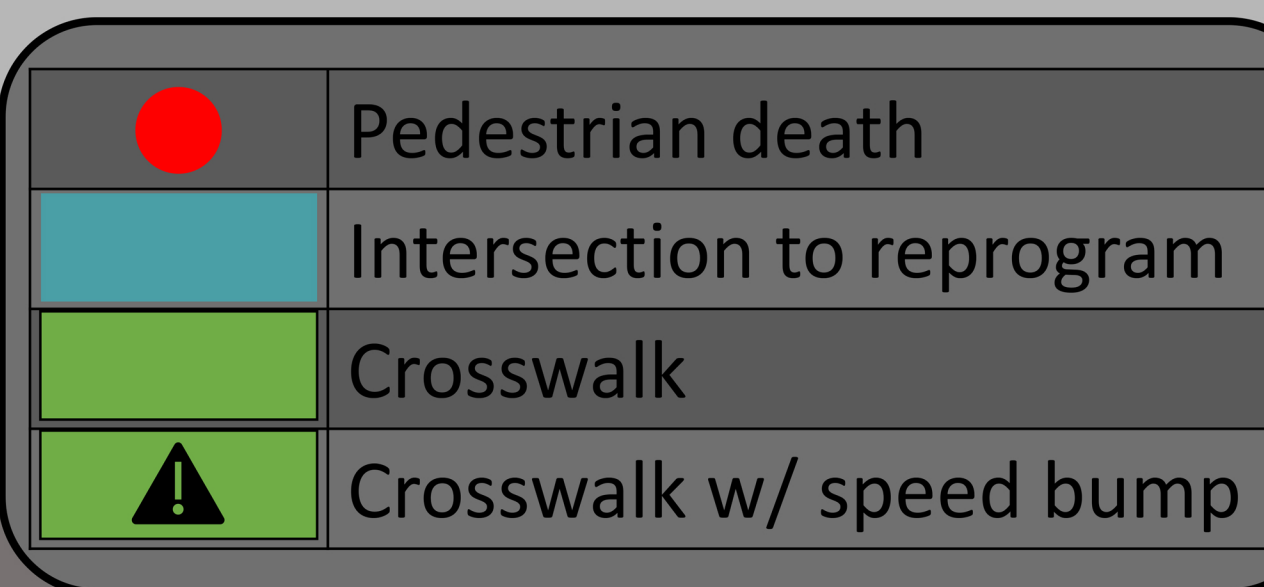 Pedestrian death
Intersection to reprogram
Crosswalk
Crosswalk w/ speed bump